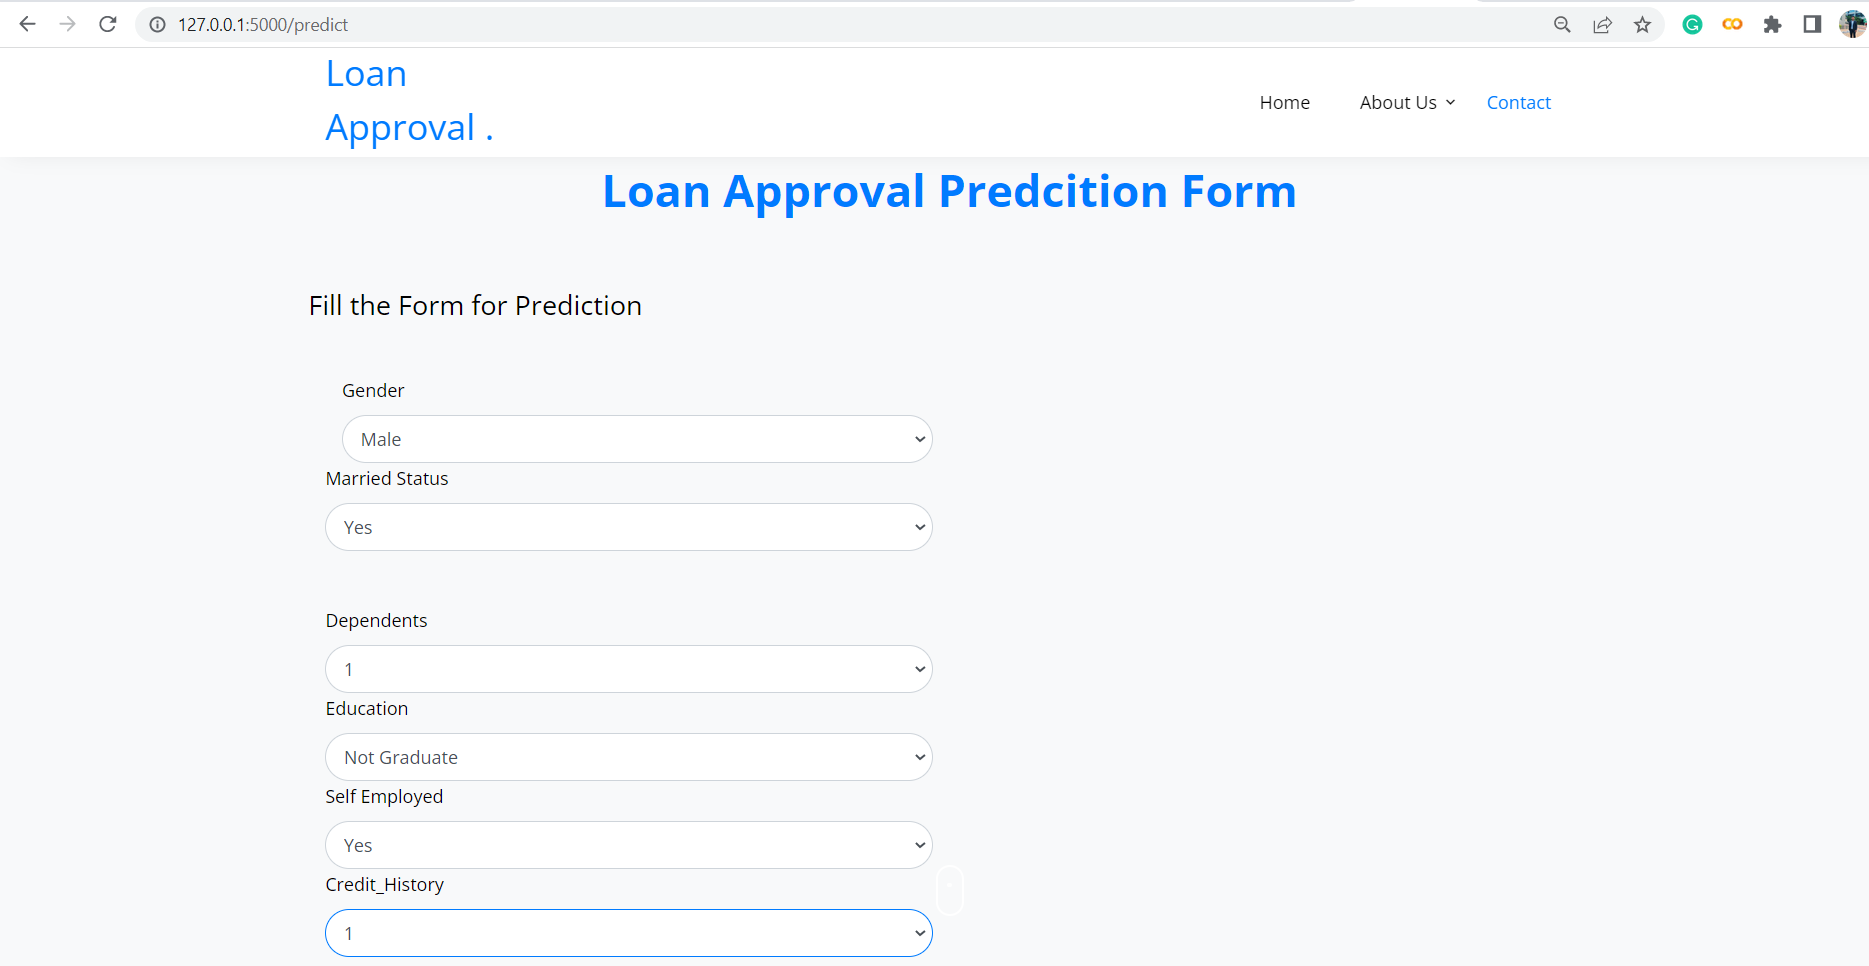 127.0.0.1:5000/predict
Loan
Approval .
Home About Us Contact
Loan Approval Predcition Form
Fill the Form for Prediction
Gender
Male
Married Status
Yes
Dependents
1
Education
Not Graduate
Self Employed
Yes
Credit_History
1